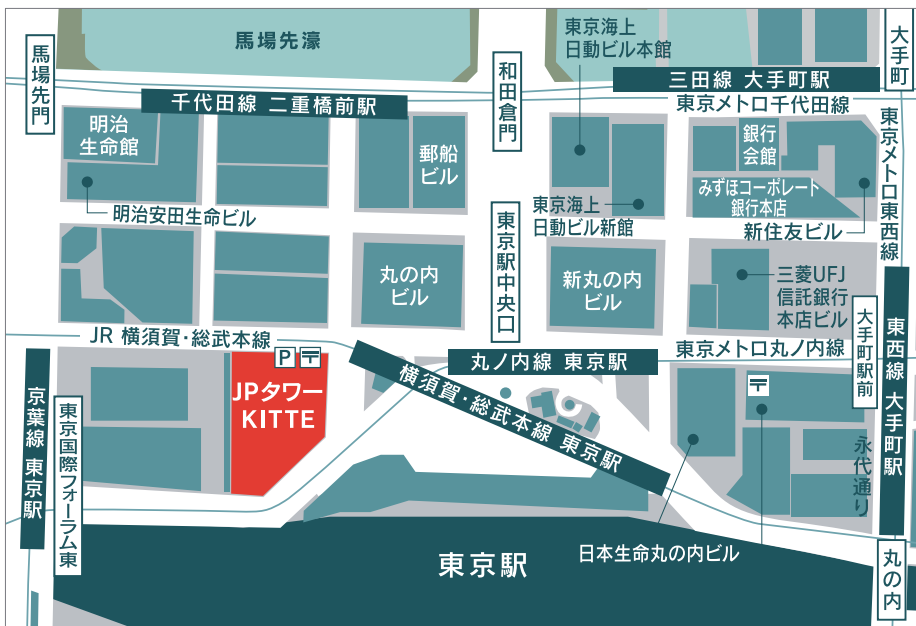 馬場先濠
東京海上
日動ビル本館
大手町
馬場先門
和田倉門
三田線 大手町駅
千代田線 二重橋前駅
東京メトロ千代田線
明治
生命館
郵船
ビル
銀行
会館
東京メトロ東西線
みずほコーポレート
銀行本店
明治安田生命ビル
東京海上
日動ビル新館
新住友ビル
東京駅中央口
丸の内
ビル
新丸の内
ビル
三菱UFJ
信託銀行
本店ビル
大手町駅前
東西線 大手町駅
JR 横須賀・総武本線
P
〒
丸ノ内線 東京駅
東京メトロ丸ノ内線
京葉線 東京駅
東京国際フォーラム東
JPタワー
KITTE
横須賀・総武本線 東京駅
〒
永代通り
日本生命丸の内ビル
東京駅
丸の内